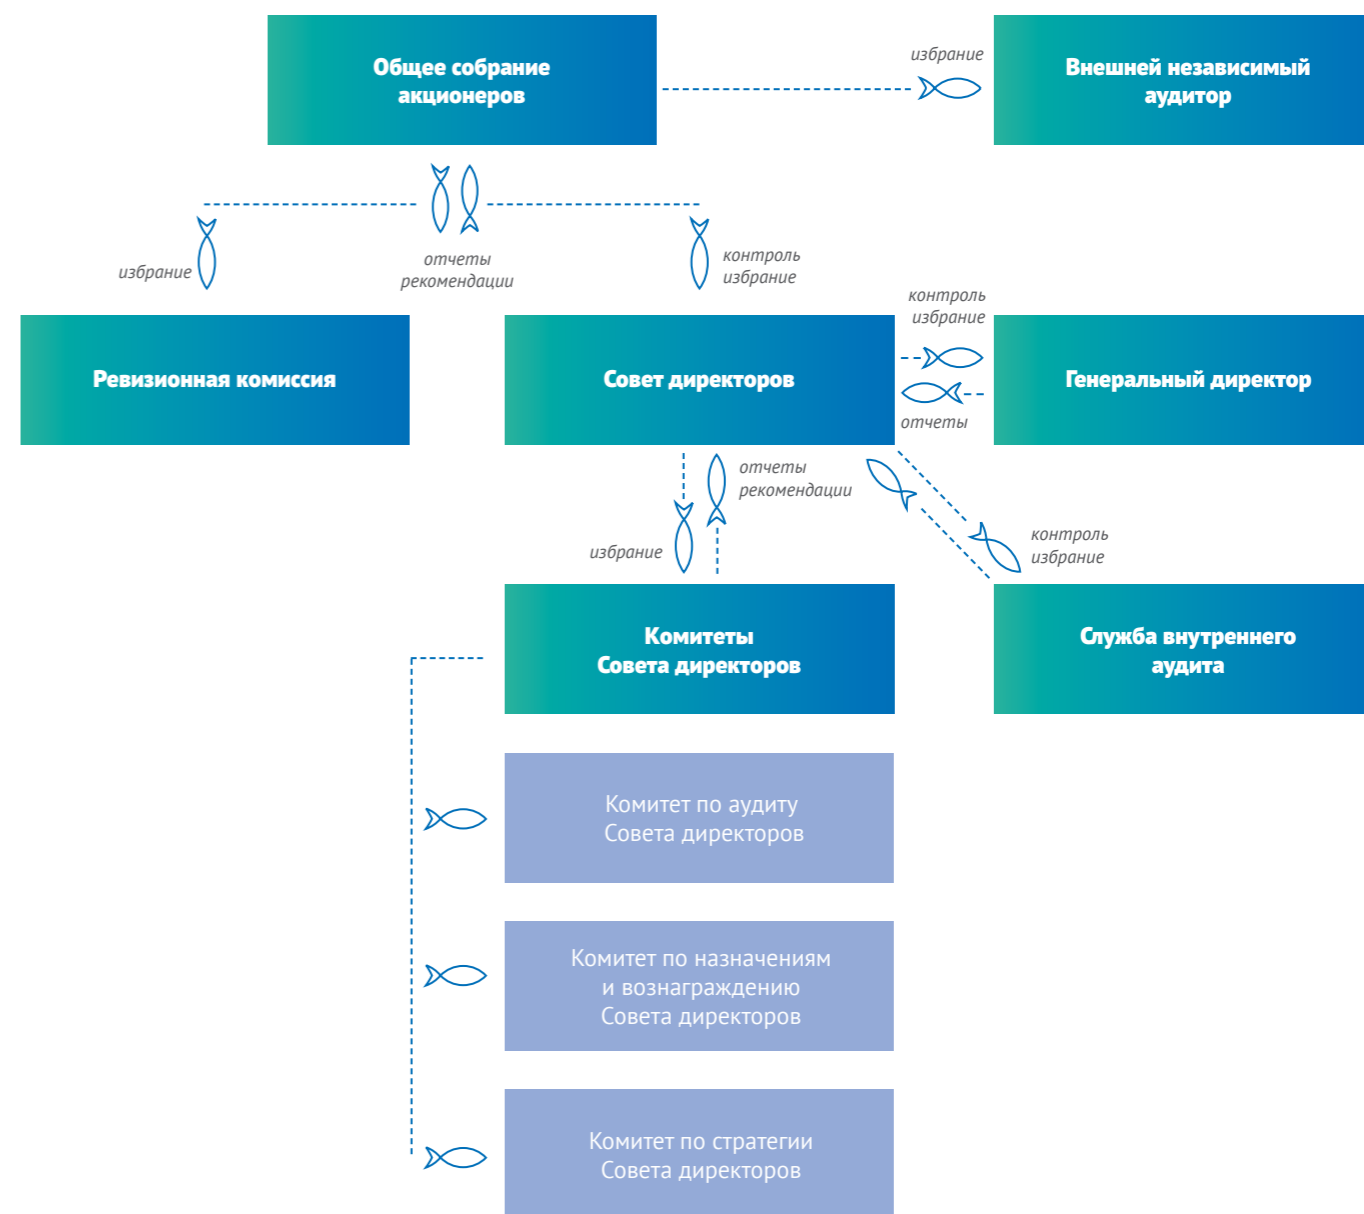 Общее собрание
акционеров
избрание
Внешней независимый
аудитор
избрание
отчеты
рекомендации
контроль
избрание
контроль
избрание
Ревизионная комиссия
Совет директоров
отчеты
Генеральный директор
отчеты
рекомендации
избрание
контроль
избрание
Комитеты
Совета директоров
Служба внутреннего
аудита
Комитет по аудиту
Совета директоров
Комитет по назначениям
и вознаграждению
Совета директоров
Комитет по стратегии
Совета директоров